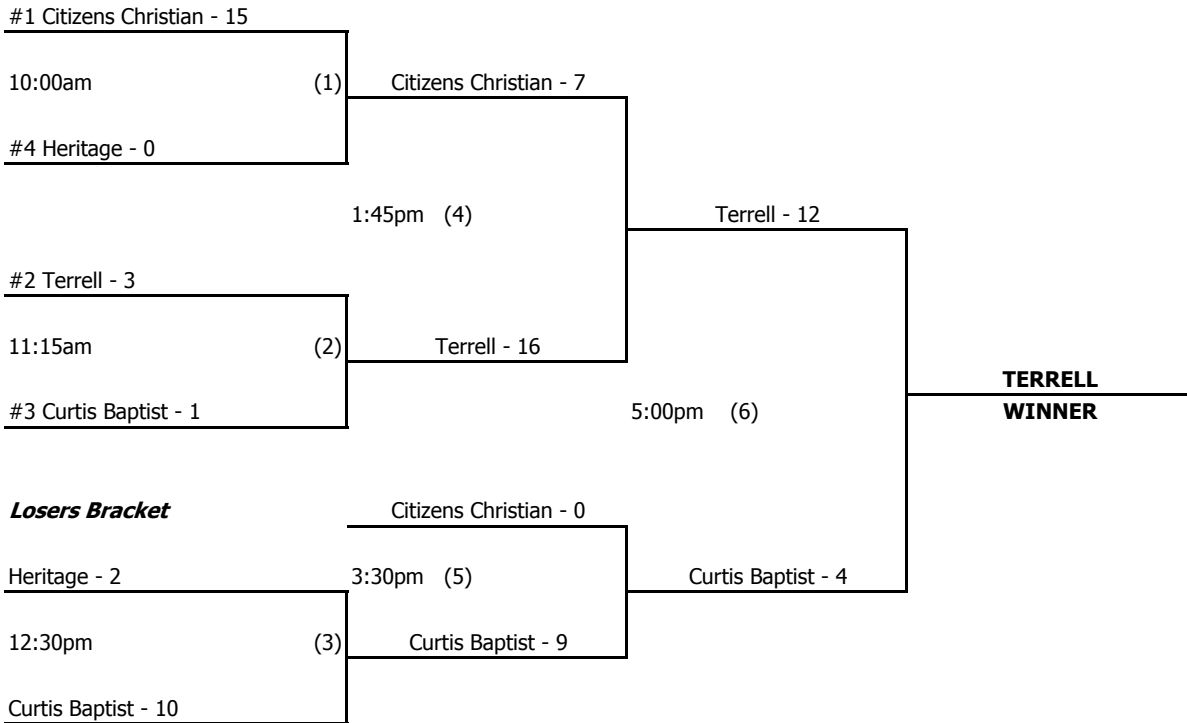 #1 Citizens Christian - 15
10:00am (1) Citizens Christian - 7
#4 Heritage - 0
1:45pm (4) Terrell - 12
#2 Terrell - 3
11:15am (2) Terrell - 16
TERRELL
#3 Curtis Baptist - 1 5:00pm (6) WINNER
Losers Bracket Citizens Christian - 0
Heritage - 2 3:30pm (5) Curtis Baptist - 4
12:30pm (3) Curtis Baptist - 9
Curtis Baptist - 10